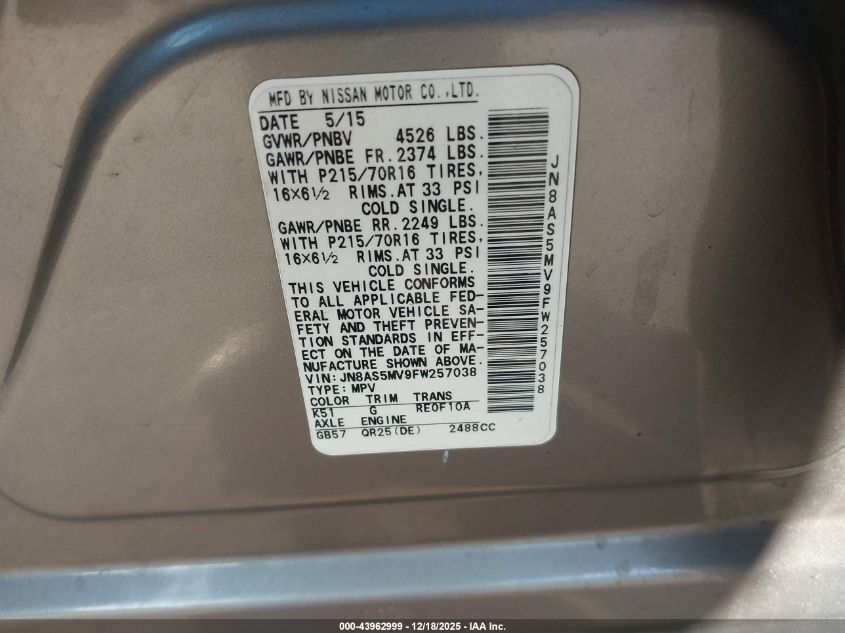 MFD BY NISSAN MOTOR CO.,LTD.
DATE 5/15
GVWR/PNBV 4526 LBS.
GAWR/PNBE FR. 2374 LBS.
WITH P215/70R16 TIRES,
16X6½ RIMS.AT 33 PSI
COLD SINGLE.
GAWR/PNBE RR. 2249 LBS.
WITH P215/70R16 TIRES,
16X6½ RIMS.AT 33 PSI
COLD SINGLE.
THIS VEHICLE CONFORMS
TO ALL APPLICABLE FED-
ERAL MOTOR VEHICLE SA-
FETY AND THEFT PREVEN-
TION STANDARDS IN EFF-
ECT ON THE DATE OF MA-
NUFACTURE SHOWN ABOVE.
VIN: JN8AS5MV9FW257038
TYPE: MPV
COLOR TRIM TRANS
K51 G RE0F10A
AXLE ENGINE
GB57 QR25(DE) 2488CC
JN8AS5MV9FW257038
000-43962999 - 12/18/2025 - IAA Inc.